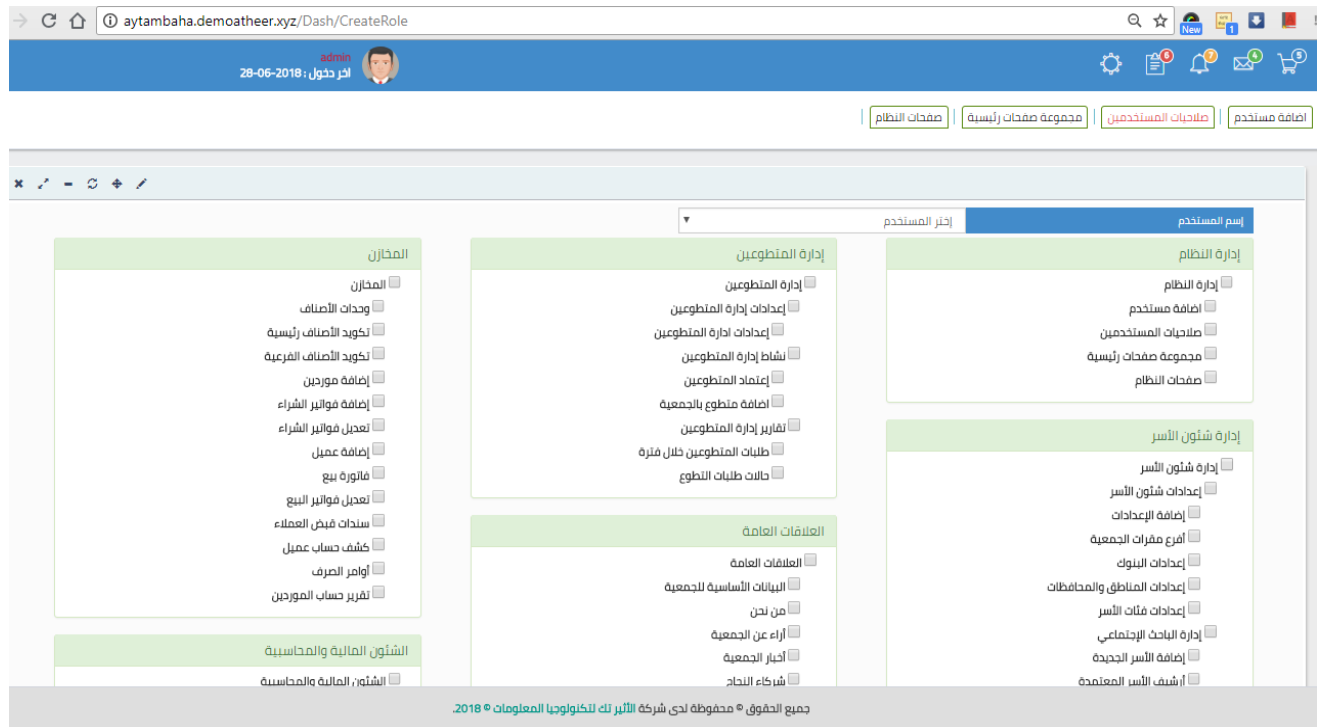 aytambaha.demoatheer.xyz/Dash/CreateRole
New
1
admin
اخر دخول : 2018-06-28
6
7
4
5
اضافة مستخدم | صلاحيات المستخدمين | مجموعة صفحات رئيسية | صفحات النظام |
إسم المستخدم
إختر المستخدم
إدارة النظام
إدارة النظام
اضافة مستخدم
صلاحيات المستخدمين
مجموعة صفحات رئيسية
صفحات النظام
إدارة شئون الأسر
إدارة شئون الأسر
إعدادات شئون الأسر
إضافة الإعدادات
أفرع مقرات الجمعية
إعدادات البنوك
إعدادات المناطق والمحافظات
إعدادات فئات الأسر
إدارة الباحث الإجتماعي
إضافة الأسر الجديدة
أرشيف الأسر المعتمدة
إدارة المتطوعين
إدارة المتطوعين
إعدادات إدارة المتطوعين
إعدادات ادارة المتطوعين
نشاط إدارة المتطوعين
إعتماد المتطوعين
اضافة متطوع بالجمعية
تقارير إدارة المتطوعين
طلبات المتطوعين خلال فترة
حالات طلبات التطوع
العلاقات العامة
العلاقات العامة
البيانات الأساسية للجمعية
من نحن
أراء عن الجمعية
أخبار الجمعية
شركاء النجاح
المخازن
المخازن
وحدات الأصناف
تكويد الأصناف رئيسية
تكويد الأصناف الفرعية
إضافة موردين
إضافة فواتير الشراء
تعديل فواتير الشراء
إضافة عميل
فاتورة بيع
تعديل فواتير البيع
سندات قبض العملاء
كشف حساب عميل
أوامر الصرف
تقرير حساب الموردين
الشئون المالية والمحاسبية
الشئون المالية والمحاسبية
جميع الحقوق © محفوظة لدى شركة الأثير تك لتكنولوجيا المعلومات © 2018.